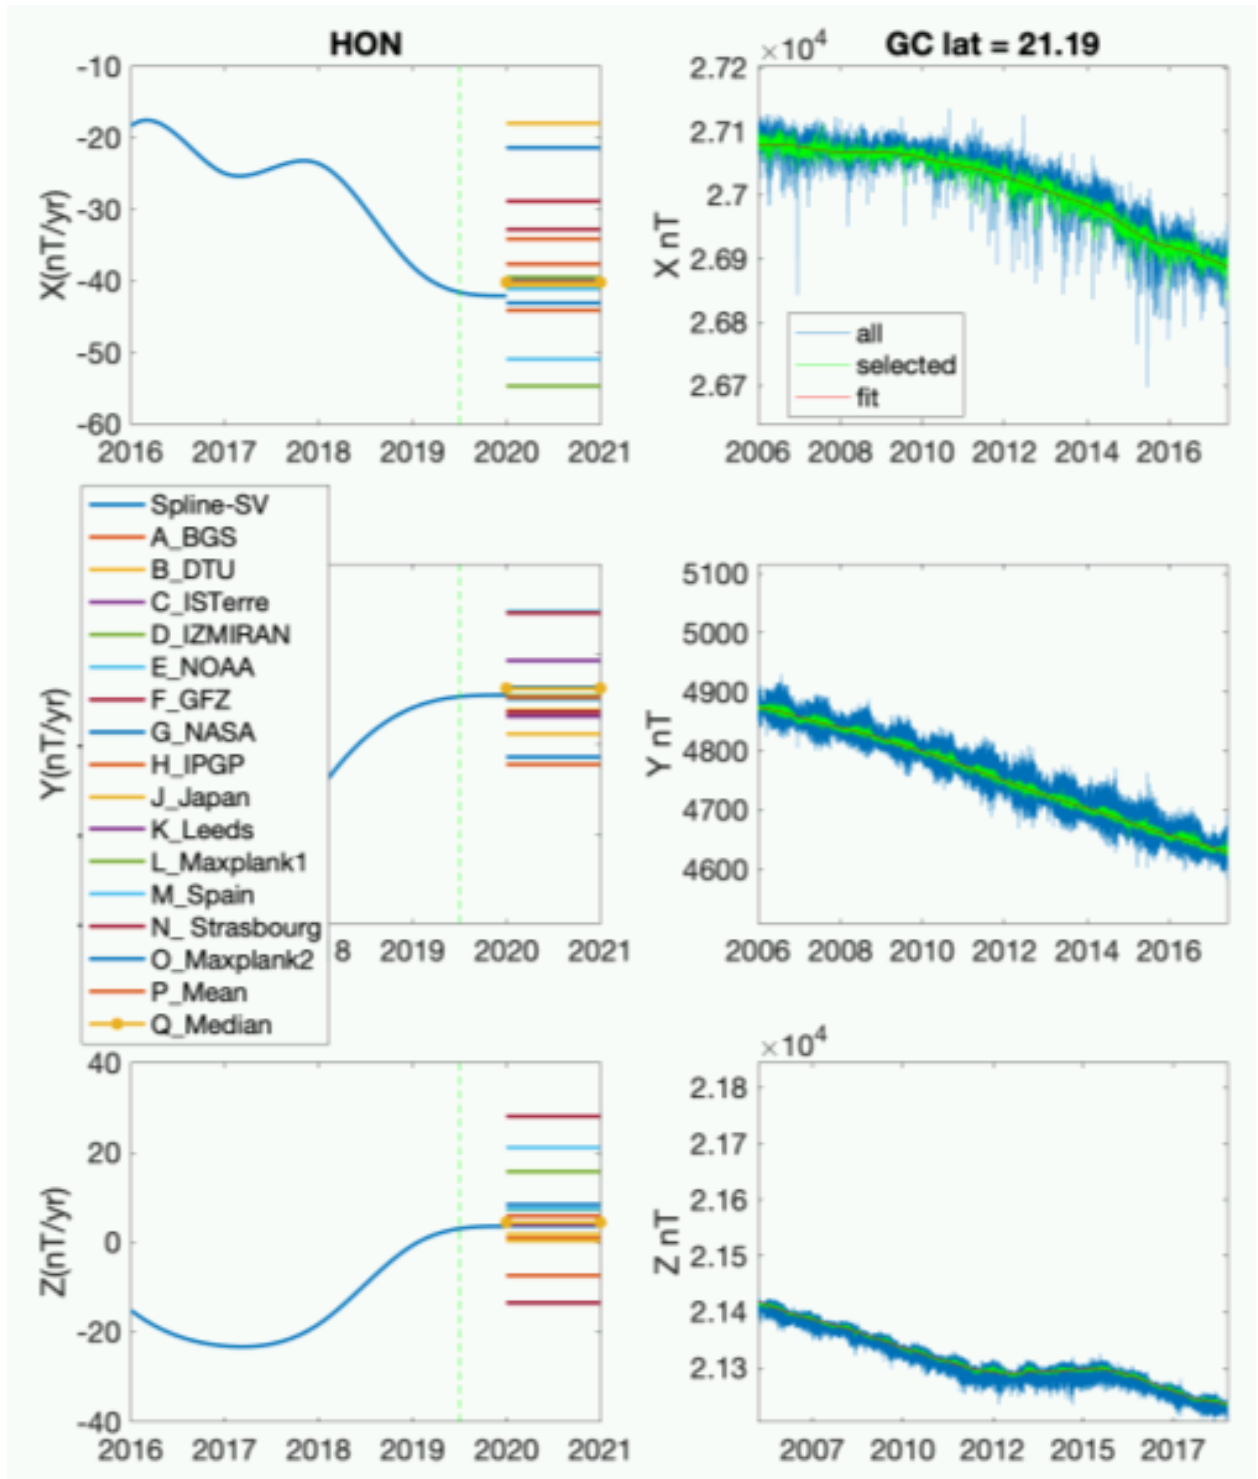 HON
GC lat = 21.19
×10⁴
-10
-20
-30
-40
-50
-60
X(nT/yr)
2016 2017 2018 2019 2020 2021
2.72
2.71
2.7
2.69
2.68
2.67
X nT
all
selected
fit
2006 2008 2010 2012 2014 2016
Spline-SV
A_BGS
B_DTU
C_ISTerre
D_IZMIRAN
E_NOAA
F_GFZ
G_NASA
H_IPGP
J_Japan
K_Leeds
L_Maxplank1
M_Spain
N_ Strasbourg
O_Maxplank2
P_Mean
Q_Median
Y(nT/yr)
8 2019 2020 2021
5100
5000
4900
4800
4700
4600
Y nT
2006 2008 2010 2012 2014 2016
40
20
0
-20
-40
Z(nT/yr)
2016 2017 2018 2019 2020 2021
×10⁴
2.18
2.17
2.16
2.15
2.14
2.13
Z nT
2007 2010 2012 2015 2017